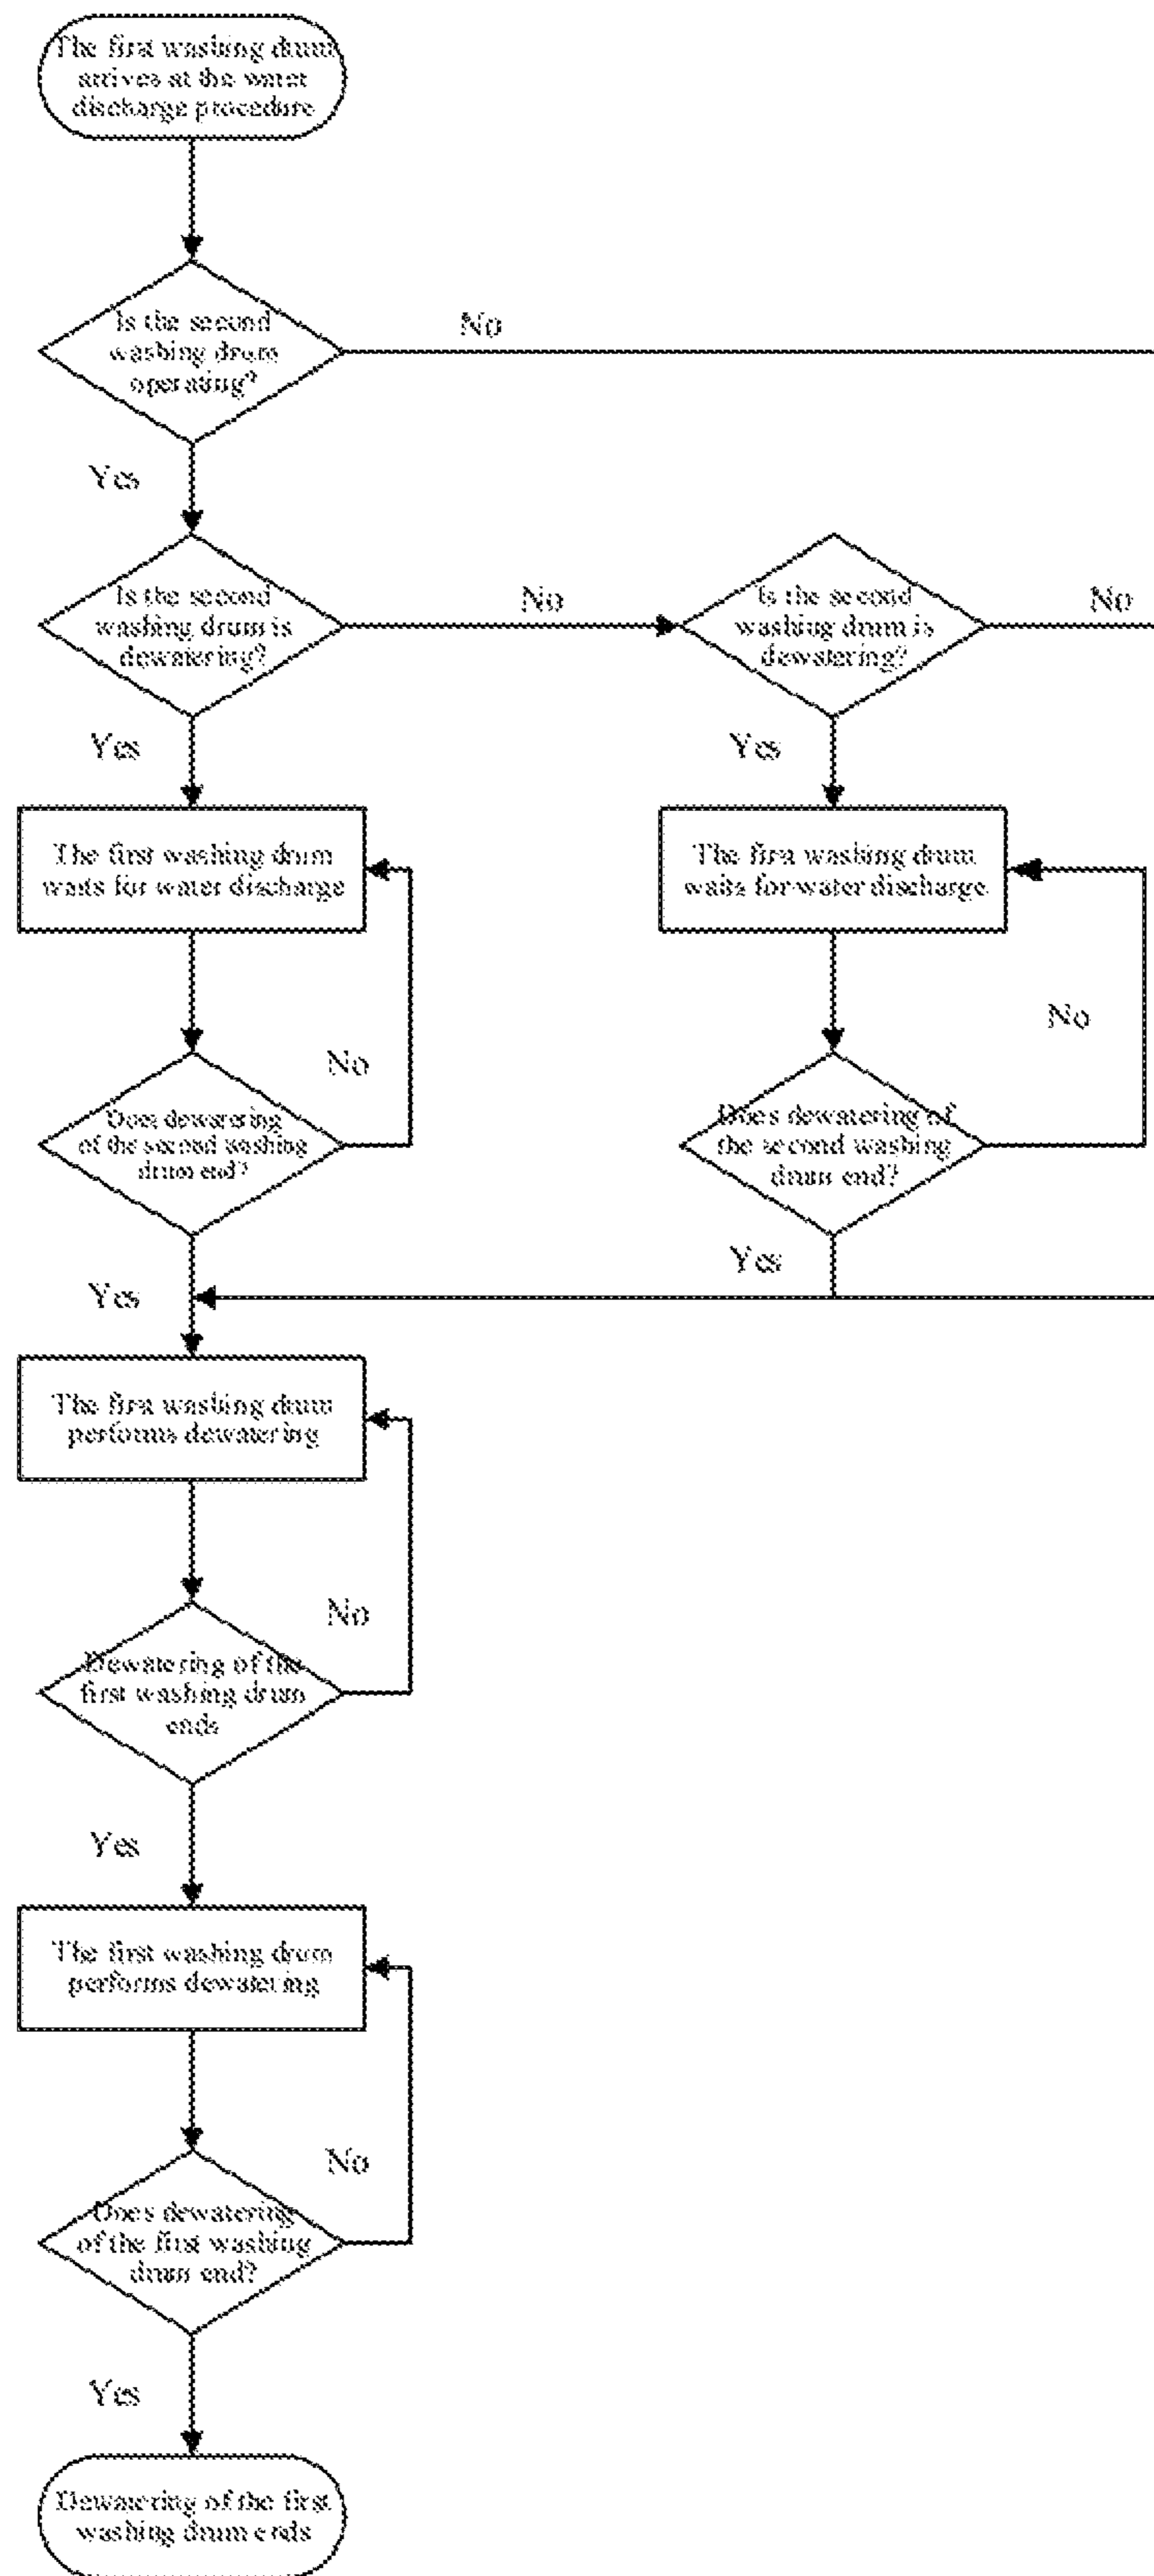 The first washing drum
arrives at the water
discharge procedure
Is the second
washing drum
operating?
No
Yes
Is the second
washing drum is
dewatering?
No
Is the second
washing drum is
dewatering?
No
Yes
Yes
The first washing drum
waits for water discharge
The first washing drum
waits for water discharge
No
No
Does dewatering
of the second washing
drum end?
Does dewatering of
the second washing
drum end?
Yes
Yes
The first washing drum
performs dewatering
No
Dewatering of the
first washing drum
ends
Yes
The first washing drum
performs dewatering
No
Does dewatering
of the first washing
drum end?
Yes
Dewatering of the first
washing drum ends